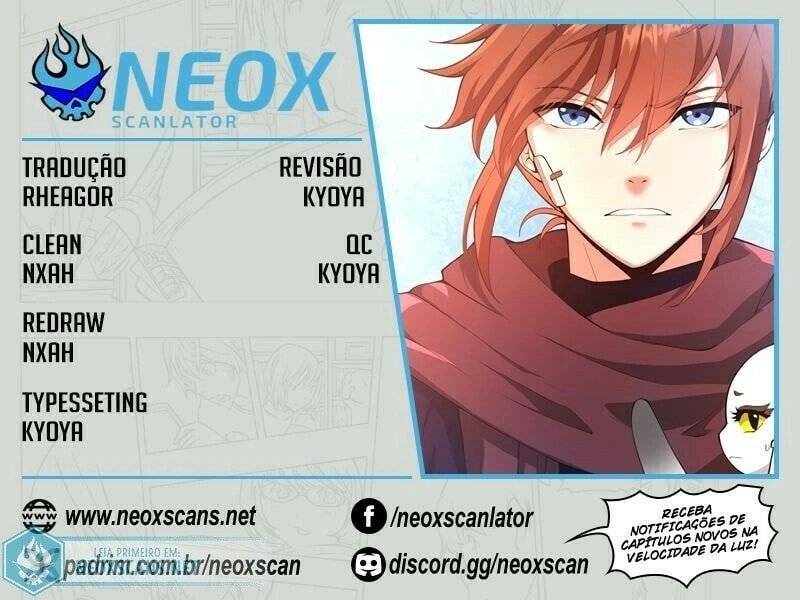 NEOX
SCANLATOR
TRADUÇÃO
RHEAGOR
REVISÃO
KYOYA
CLEAN
NXAH
QC
KYOYA
REDRAW
NXAH
TYPESSETING
KYOYA
www.neoxscans.net
/neoxscanlator
LEIA PRIMEIRO EM:
padrim.com.br/neoxscan
discord.gg/neoxscan
RECEBA
NOTIFICAÇÕES DE
CAPÍTULOS NOVOS NA
VELOCIDADE DA LUZ!